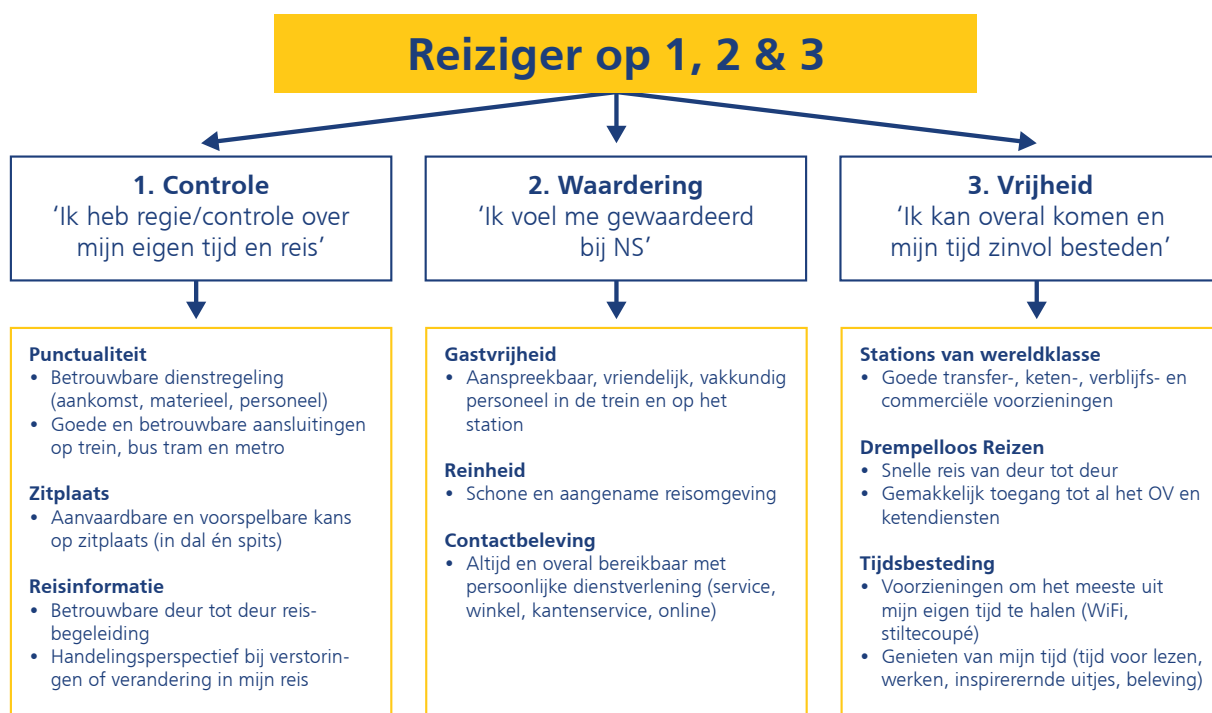 Reiziger op 1, 2 & 3
1. Controle
‘Ik heb regie/controle over
mijn eigen tijd en reis’
2. Waardering
‘Ik voel me gewaardeerd
bij NS’
3. Vrijheid
‘Ik kan overal komen en
mijn tijd zinvol besteden’
Punctualiteit
• Betrouwbare dienstregeling
(aankomst, materieel, personeel)
• Goede en betrouwbare aansluitingen
op trein, bus tram en metro
Zitplaats
• Aanvaardbare en voorspelbare kans
op zitplaats (in dal én spits)
Reisinformatie
• Betrouwbare deur tot deur reis-
begeleiding
• Handelingsperspectief bij verstorin-
gen of verandering in mijn reis
Gastvrijheid
• Aanspreekbaar, vriendelijk, vakkundig
personeel in de trein en op het
station
Reinheid
• Schone en aangename reisomgeving
Contactbeleving
• Altijd en overal bereikbaar met
persoonlijke dienstverlening (service,
winkel, kantenservice, online)
Stations van wereldklasse
• Goede transfer-, keten-, verblijfs- en
commerciële voorzieningen
Drempelloos Reizen
• Snelle reis van deur tot deur
• Gemakkelijk toegang tot al het OV en
ketendiensten
Tijdsbesteding
• Voorzieningen om het meeste uit
mijn eigen tijd te halen (WiFi,
stiltecoupé)
• Genieten van mijn tijd (tijd voor lezen,
werken, inspirerernde uitjes, beleving)